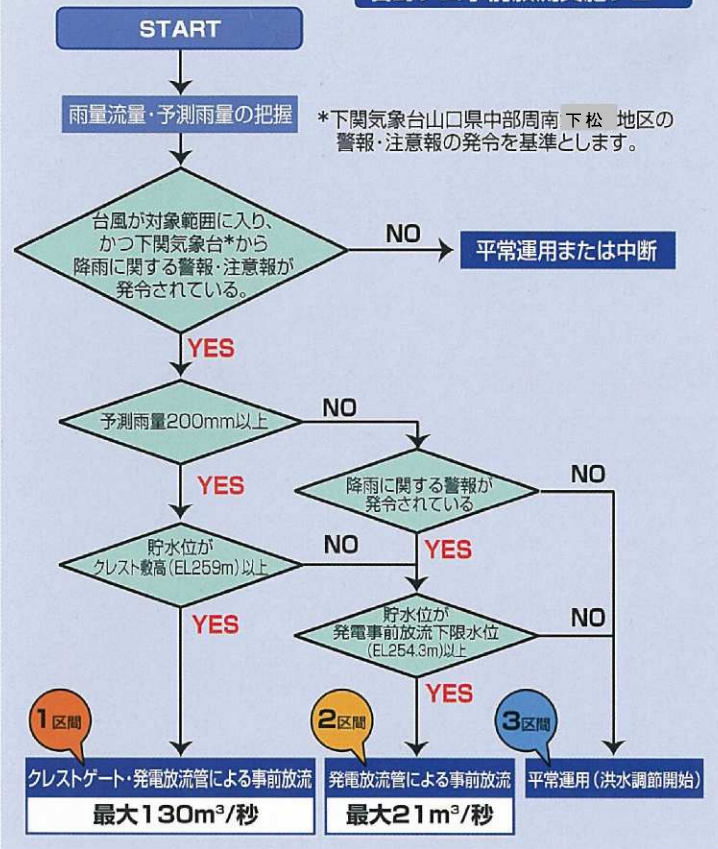 START
雨量流量・予測雨量の把握
*下関気象台山口県中部周南 下松 地区の
警報・注意報の発令を基準とします。
台風が対象範囲に入り、
かつ下関気象台*から
降雨に関する警報・注意報が
発令されている。
NO
平常運用または中断
YES
予測雨量200mm以上
NO
YES
降雨に関する警報が
発令されている
NO
YES
貯水位が
クレスト敷高(EL259m)以上
NO
YES
貯水位が
発電事前放流下限水位
(EL254.3m)以上
NO
YES
1区間
クレストゲート・発電放流管による事前放流
最大130m³/秒
2区間
発電放流管による事前放流
最大21m³/秒
3区間
平常運用(洪水調節開始)